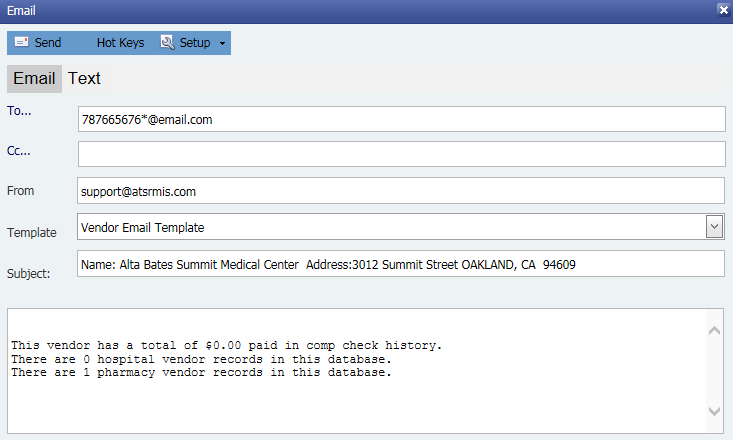 Email
Send Hot Keys Setup
Email Text
To... 787665676*@email.com
Cc...
From support@atsrmis.com
Template Vendor Email Template
Subject: Name: Alta Bates Summit Medical Center  Address:3012 Summit Street OAKLAND, CA  94609
This vendor has a total of $0.00 paid in comp check history.
There are 0 hospital vendor records in this database.
There are 1 pharmacy vendor records in this database.